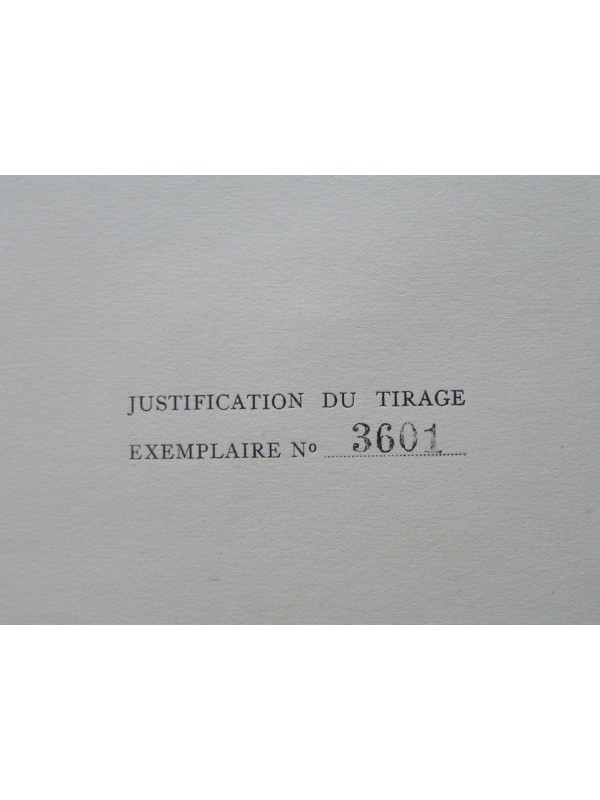 JUSTIFICATION DU TIRAGE
EXEMPLAIRE Nº 3601